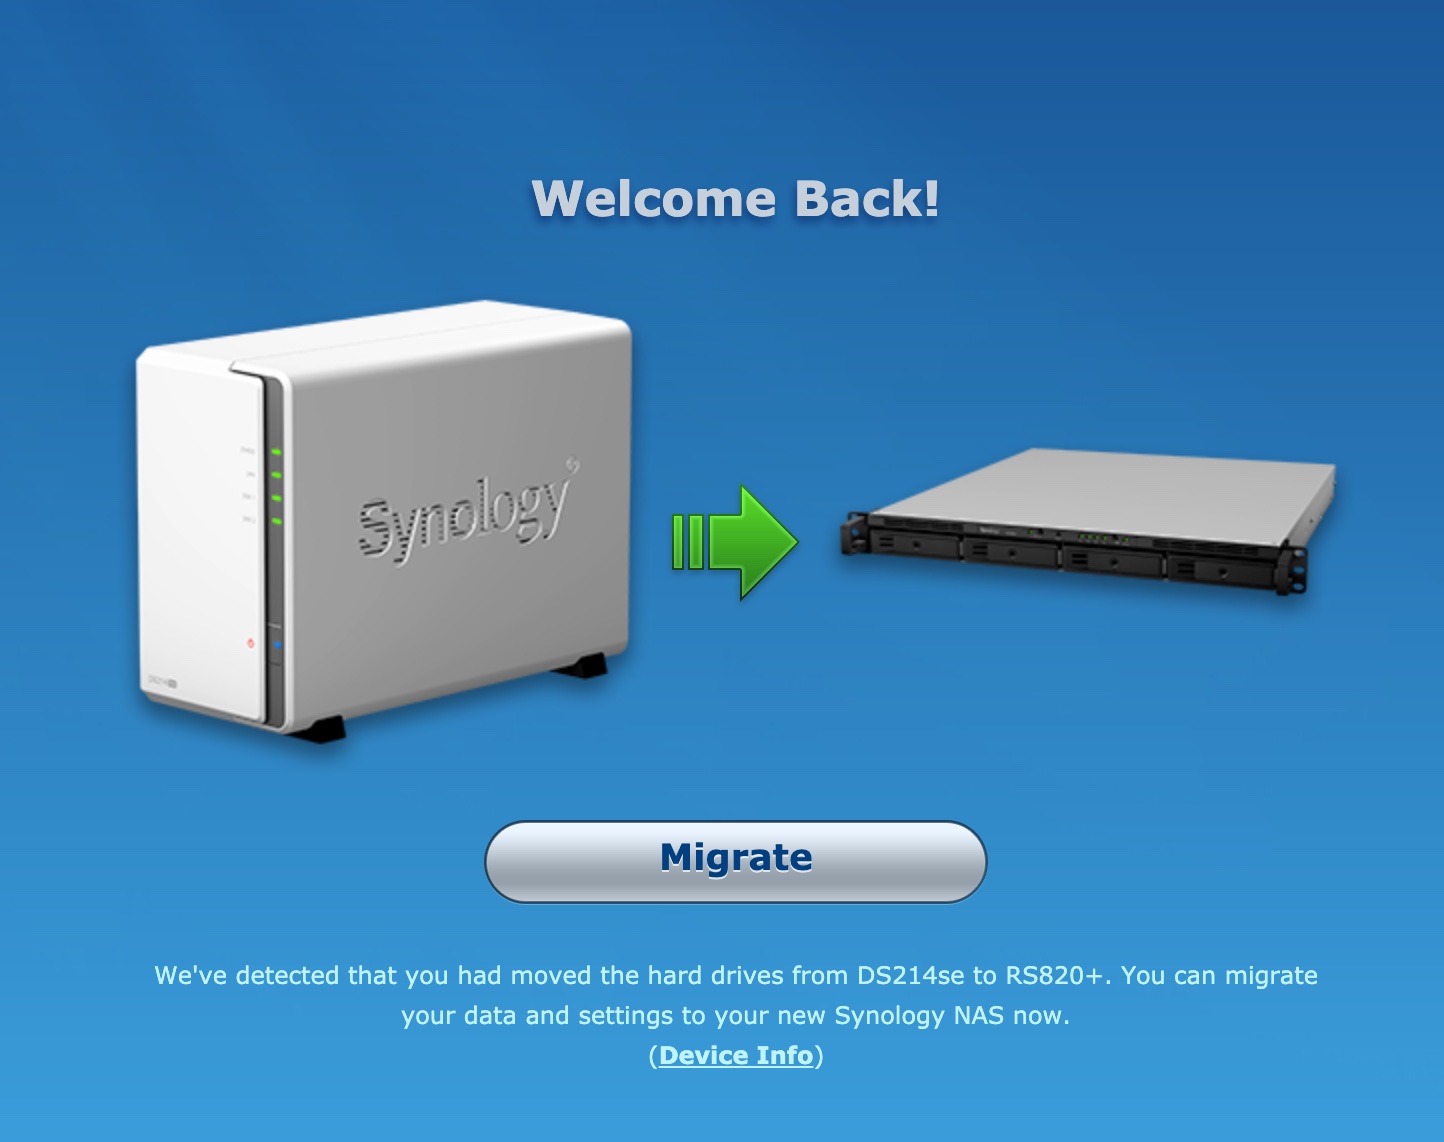 Welcome Back!
Synology
Migrate
We've detected that you had moved the hard drives from DS214se to RS820+. You can migrate
your data and settings to your new Synology NAS now.
(Device Info)